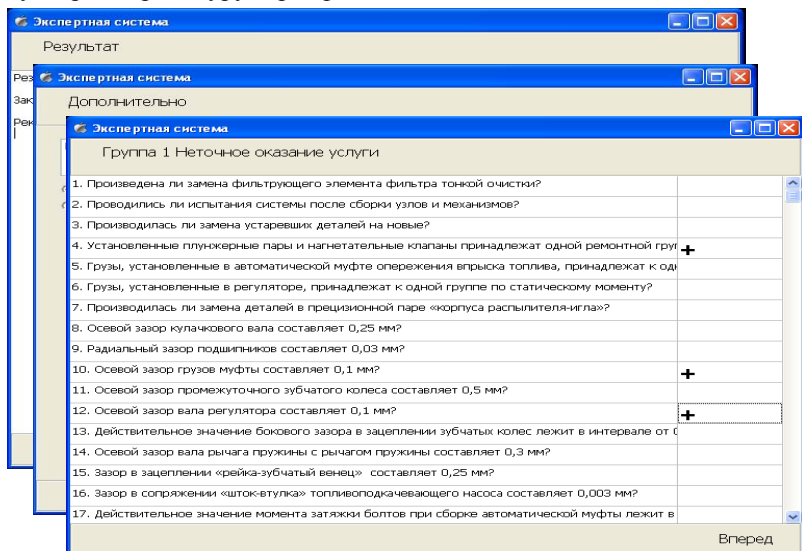 Экспертная система
Результат
Рез
Зак
Рек
Экспертная система
Дополнительно
Экспертная система
Группа 1 Неточное оказание услуги
1. Произведена ли замена фильтрующего элемента фильтра тонкой очистки?
2. Проводились ли испытания системы после сборки узлов и механизмов?
3. Производилась ли замена устаревших деталей на новые?
4. Установленные плунжерные пары и нагнетательные клапаны принадлежат одной ремонтной груп +
5. Грузы, установленные в автоматической муфте опережения впрыска топлива, принадлежат к одн
6. Грузы, установленные в регуляторе, принадлежат к одной группе по статическому моменту?
7. Производилась ли замена деталей в прецизионной паре «корпуса распылителя-игла»?
8. Осевой зазор кулачкового вала составляет 0,25 мм?
9. Радиальный зазор подшипников составляет 0,03 мм?
10. Осевой зазор грузов муфты составляет 0,1 мм? +
11. Осевой зазор промежуточного зубчатого колеса составляет 0,5 мм?
12. Осевой зазор вала регулятора составляет 0,1 мм? +
13. Действительное значение бокового зазора в зацеплении зубчатых колес лежит в интервале от 0
14. Осевой зазор вала рычага пружины с рычагом пружины составляет 0,3 мм?
15. Зазор в зацеплении «рейка-зубчатый венец» составляет 0,25 мм?
16. Зазор в сопряжении «шток-втулка» топливоподкачевающего насоса составляет 0,003 мм?
17. Действительное значение момента затяжки болтов при сборке автоматической муфты лежит в
Вперед